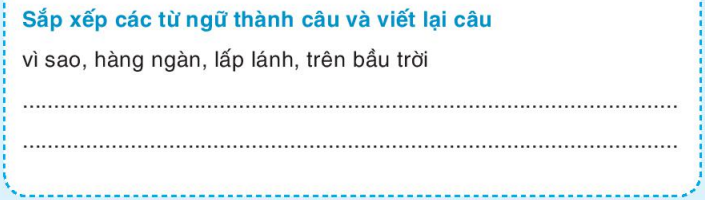 Sắp xếp các từ ngữ thành câu và viết lại câu
vì sao, hàng ngàn, lấp lánh, trên bầu trời